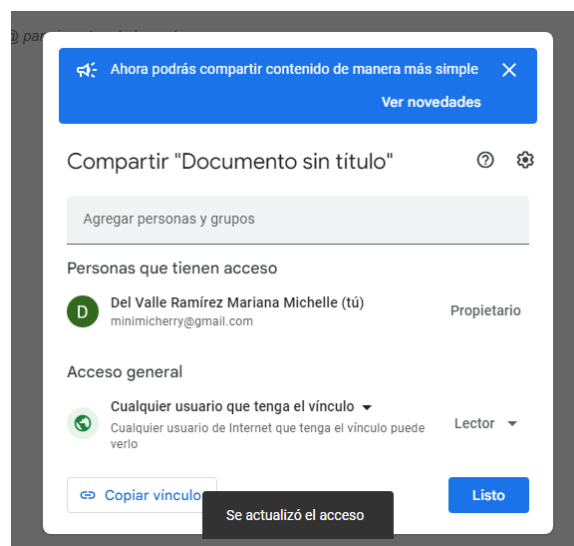 Ahora podrás compartir contenido de manera más simple
Ver novedades
Compartir "Documento sin título"
Agregar personas y grupos
Personas que tienen acceso
D
Del Valle Ramírez Mariana Michelle (tú)
minimicherry@gmail.com
Propietario
Acceso general
Cualquier usuario que tenga el vínculo
Cualquier usuario de Internet que tenga el vínculo puede
verlo
Lector
Copiar vínculo
Listo
Se actualizó el acceso